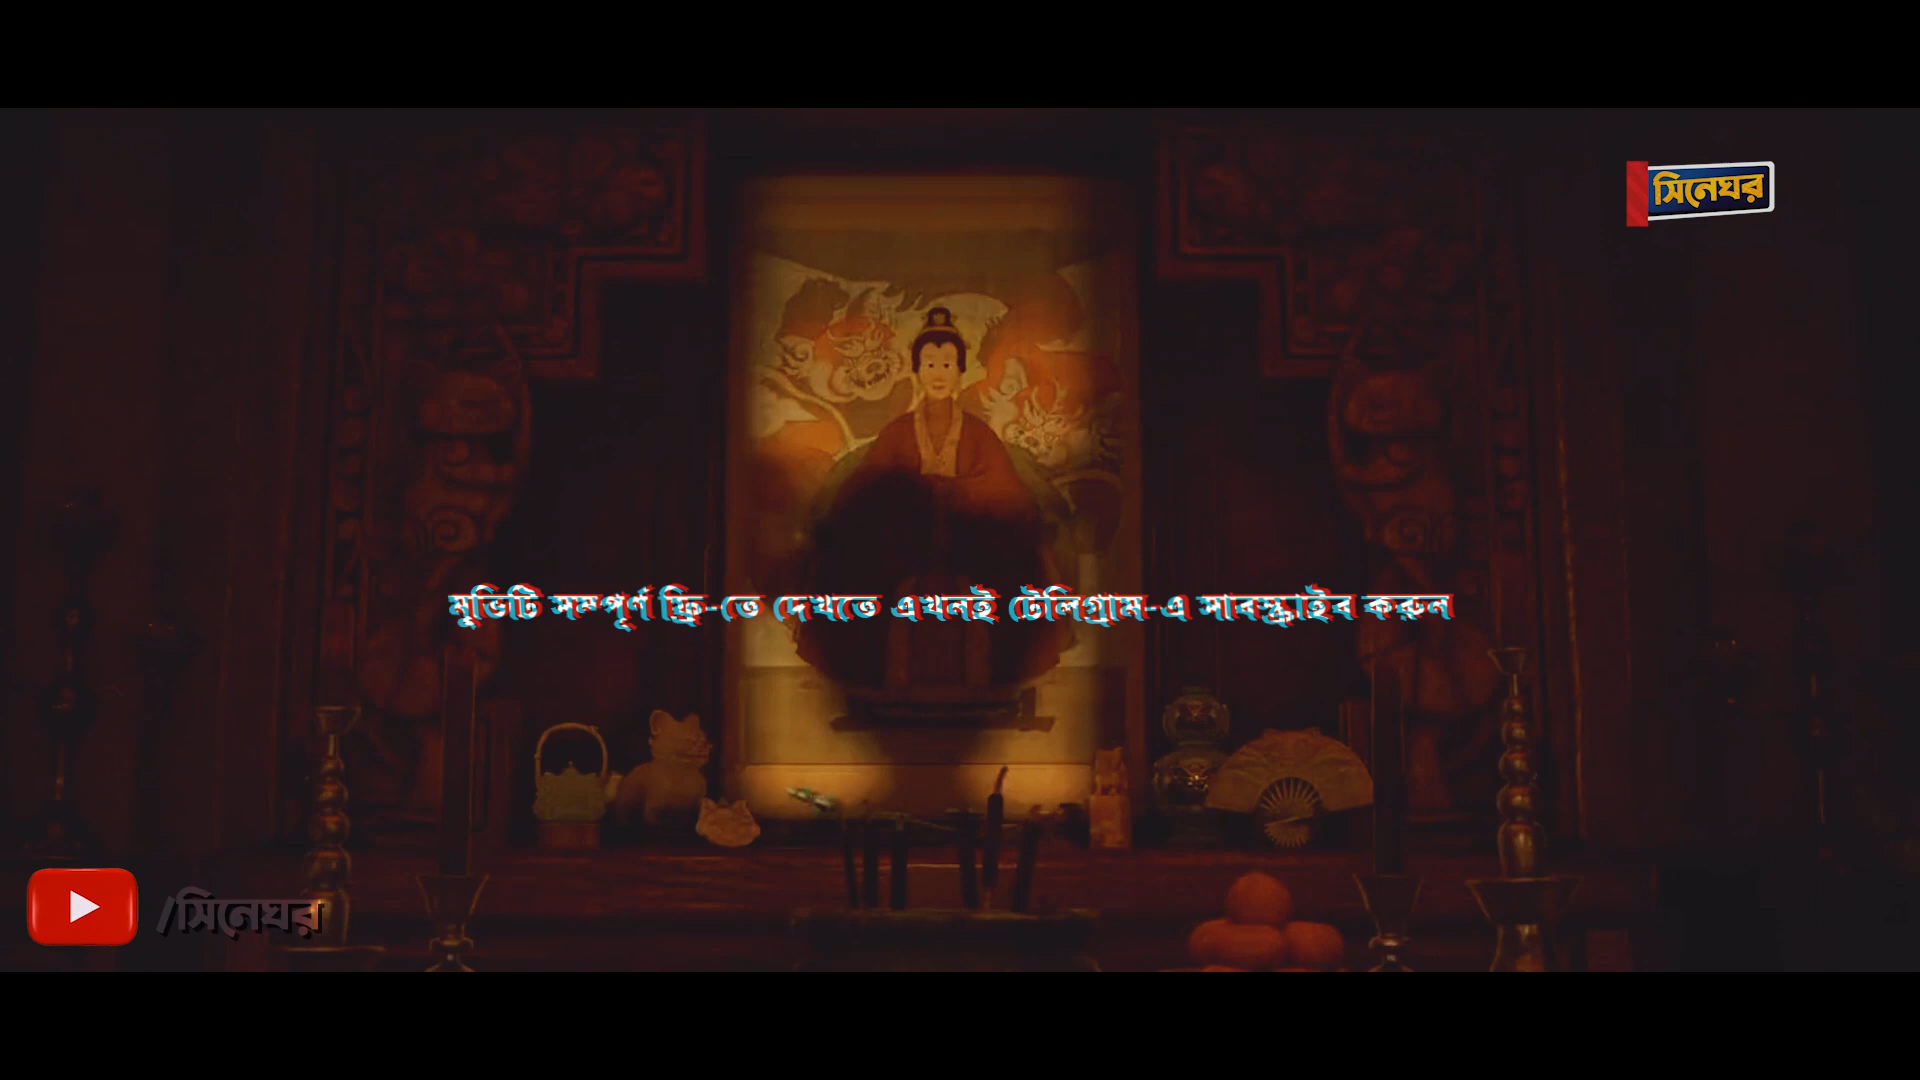 সিনেঘর
মুভিটি সম্পূর্ণ ফ্রি-তে দেখতে এখনই টেলিগ্রাম-এ সাবস্ক্রাইব করুন
/সিনেঘর